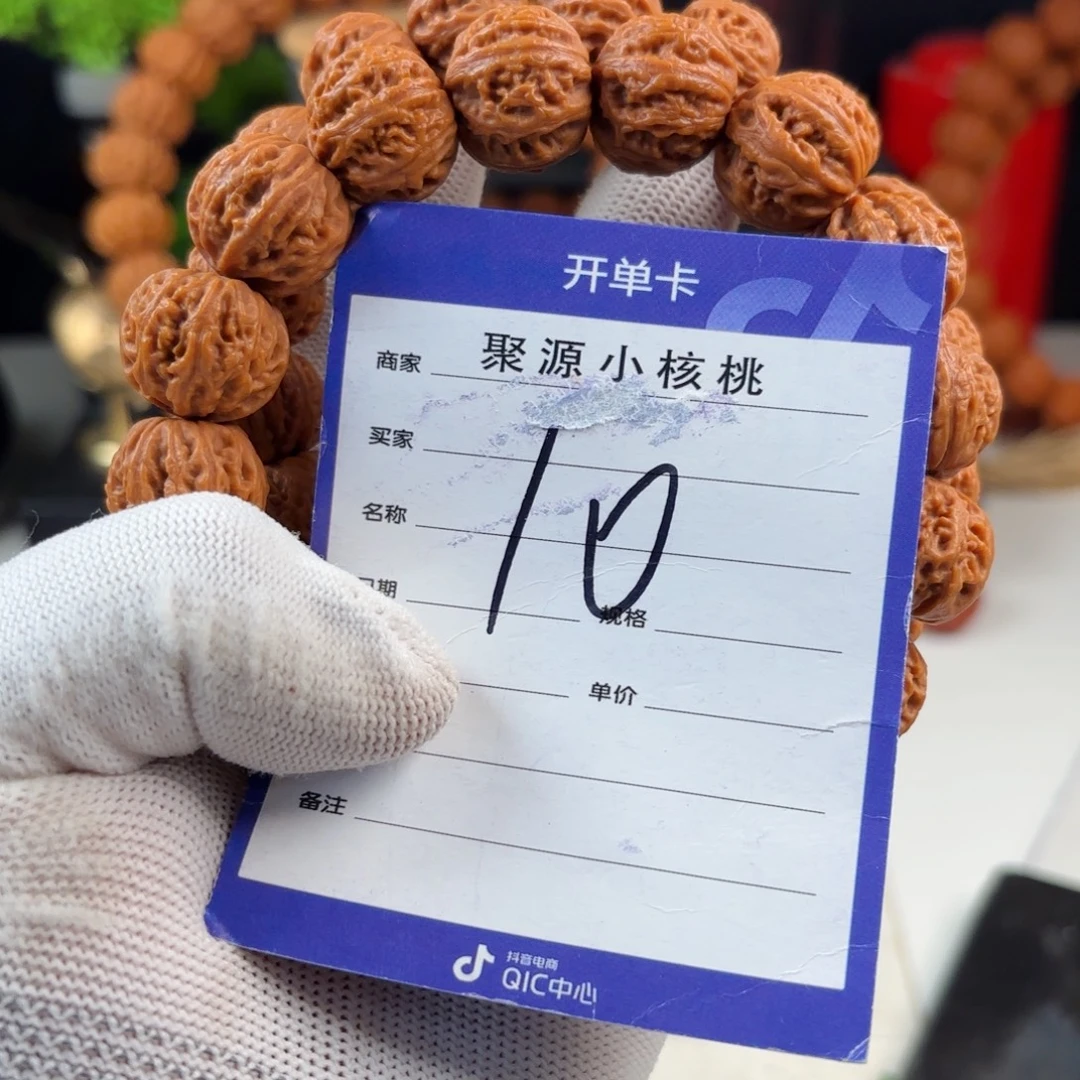 开单卡
商家 聚源小核桃
买家
名称
10
日期 规格
单价
备注
抖音电商
QIC中心